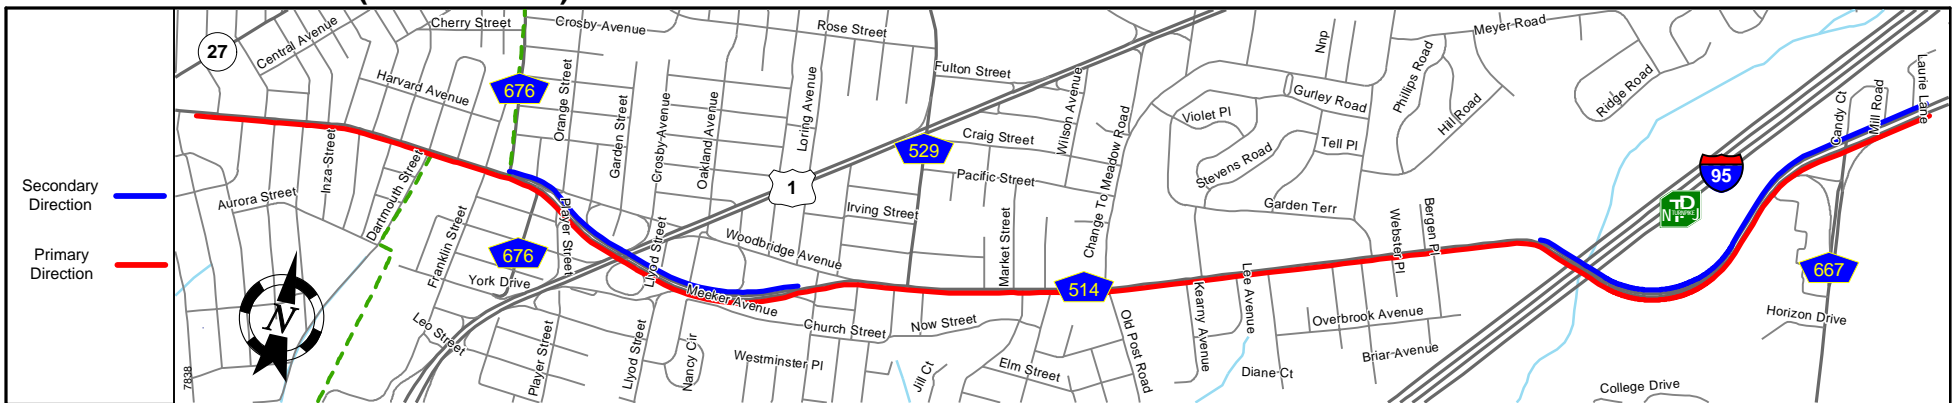 Secondary
Direction
Primary
Direction
27
Central Avenue
Cherry Street
Crosby-Avenue
Rose Street
Harvard Avenue
676
Orange Street
Garden Street
Crosby-Avenue
Oakland Avenue
Loring Avenue
Fulton Street
Wilson Avenue
Change To Meadow Road
Nnp
Phillips Road
Meyer-Road
Ridge Road
Hill Road
Gurley Road
Violet Pl
Tell Pl
Stevens Road
Garden Terr
Craig Street
529
Pacific-Street
1
Irving Street
Market Street
Inza-Street
Aurora Street
Dartmouth Street
Franklin Street
676
York Drive
Player Street
Llyod Street
Woodbridge Avenue
Meeker Avenue
Church Street
Now Street
514
Webster Pl
Bergen Pl
Kearny Avenue
Lee Avenue
Overbrook Avenue
Briar-Avenue
Diane-Ct
Old Post Road
Elm Street
Jill Ct
Westminster Pl
Nancy Cir
Llyod Street
Player Street
Leo Street
N
7838
95
N
TP
TURNPIKE
J
Candy Ct
Mill Road
Laurie Lane
667
Horizon Drive
College Drive